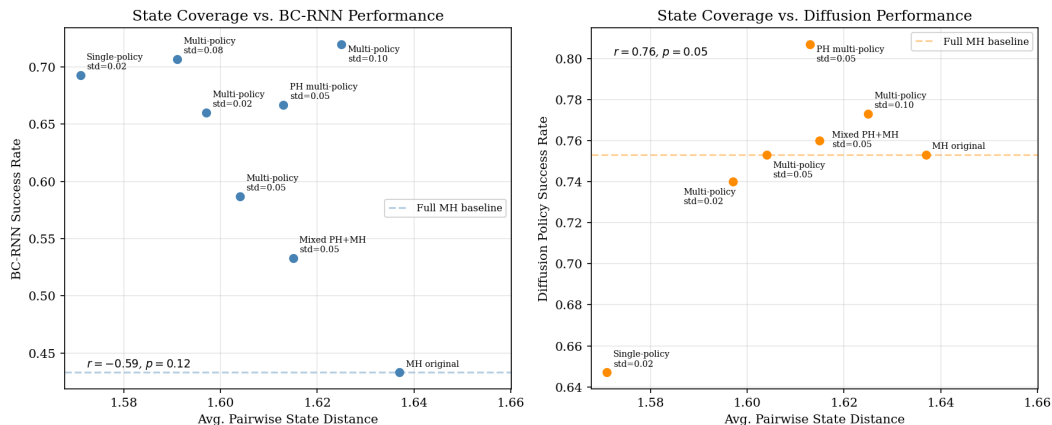 State Coverage vs. BC-RNN Performance
BC-RNN Success Rate
0.70
0.65
0.60
0.55
0.50
0.45
Single-policy
std=0.02
Multi-policy
std=0.08
Multi-policy
std=0.10
Multi-policy
std=0.02
PH multi-policy
std=0.05
Multi-policy
std=0.05
Full MH baseline
Mixed PH+MH
std=0.05
r = −0.59, p = 0.12
MH original
1.58
1.60
1.62
1.64
1.66
Avg. Pairwise State Distance
State Coverage vs. Diffusion Performance
Diffusion Policy Success Rate
0.80
0.78
0.76
0.74
0.72
0.70
0.68
0.66
0.64
r = 0.76, p = 0.05
PH multi-policy
std=0.05
Full MH baseline
Multi-policy
std=0.10
Mixed PH+MH
std=0.05
MH original
Multi-policy
std=0.05
Multi-policy
std=0.02
Single-policy
std=0.02
1.58
1.60
1.62
1.64
1.66
Avg. Pairwise State Distance